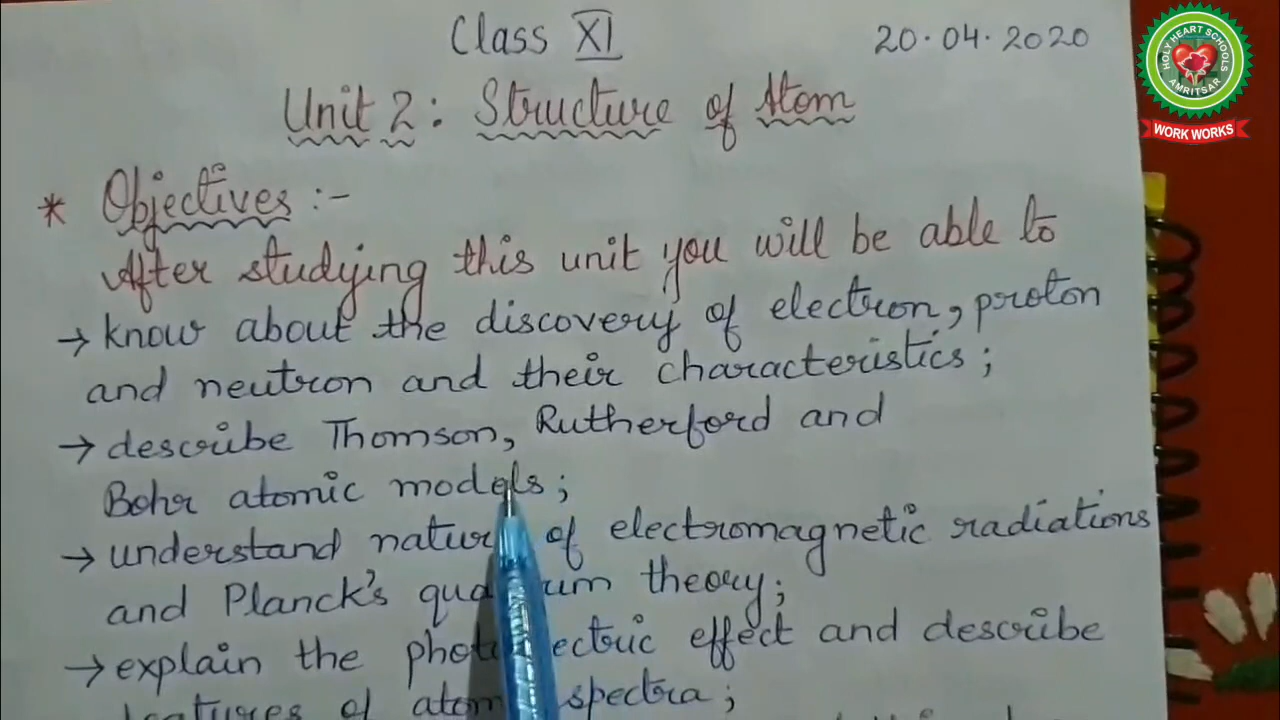 Class XI
20.04.2020
Unit 2: Structure of Atom
* Objectives :-
After studying this unit you will be able to
→ know about the discovery of electron, proton
and neutron and their characteristics;
→ describe Thomson, Rutherford and
Bohr atomic models;
→ understand nature of electromagnetic radiations
and Planck's quantum theory;
→ explain the photoelectric effect and describe
features of atomic spectra;
HOLY HEART SCHOOLS
AMRITSAR
WORK WORKS